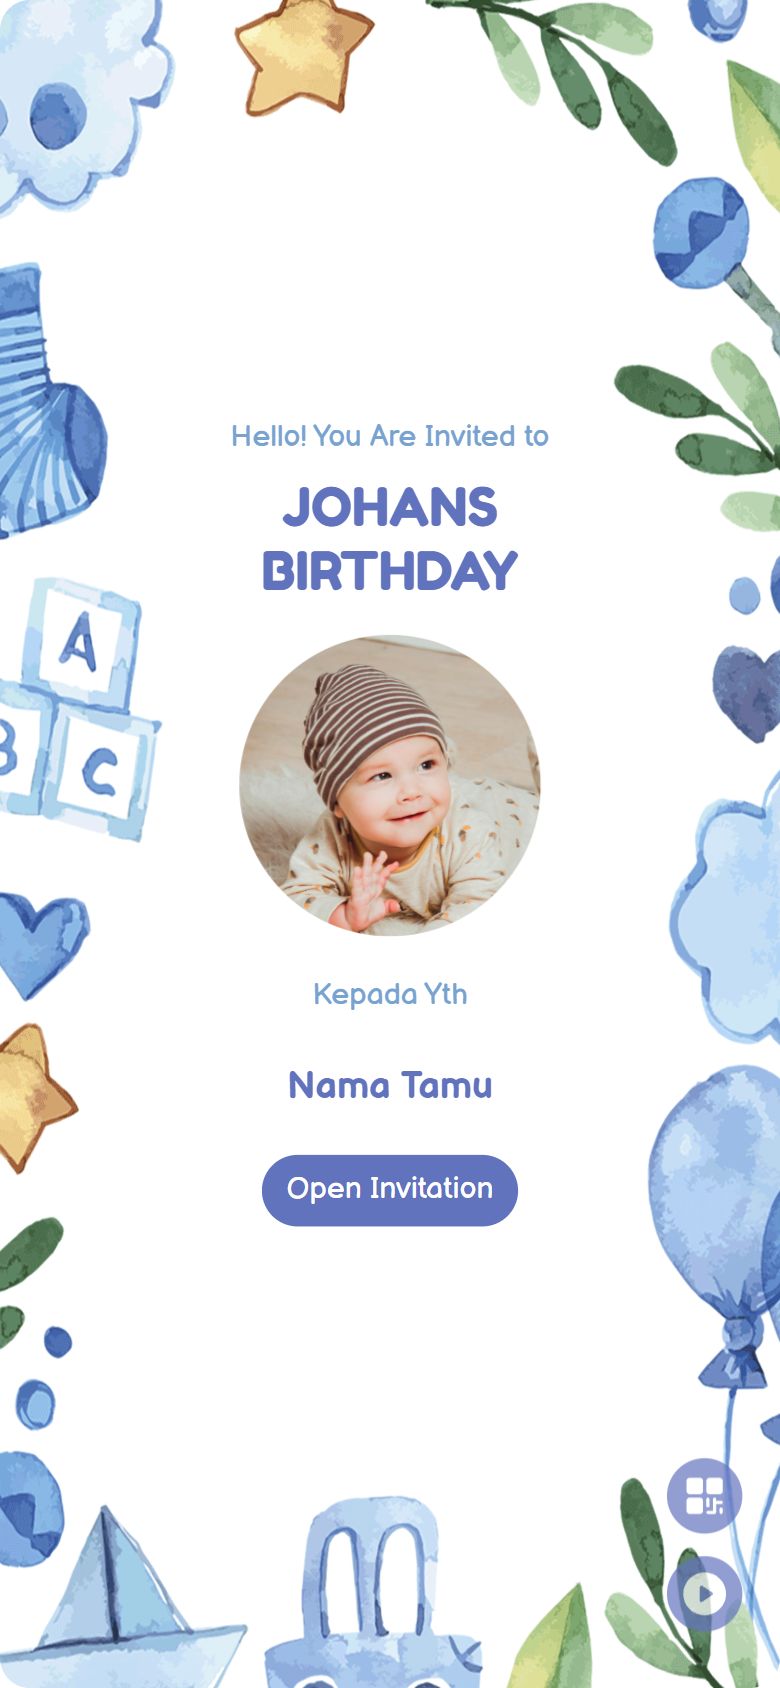 Hello! You Are Invited to
JOHANS
BIRTHDAY
A
B C
Kepada Yth
Nama Tamu
Open Invitation